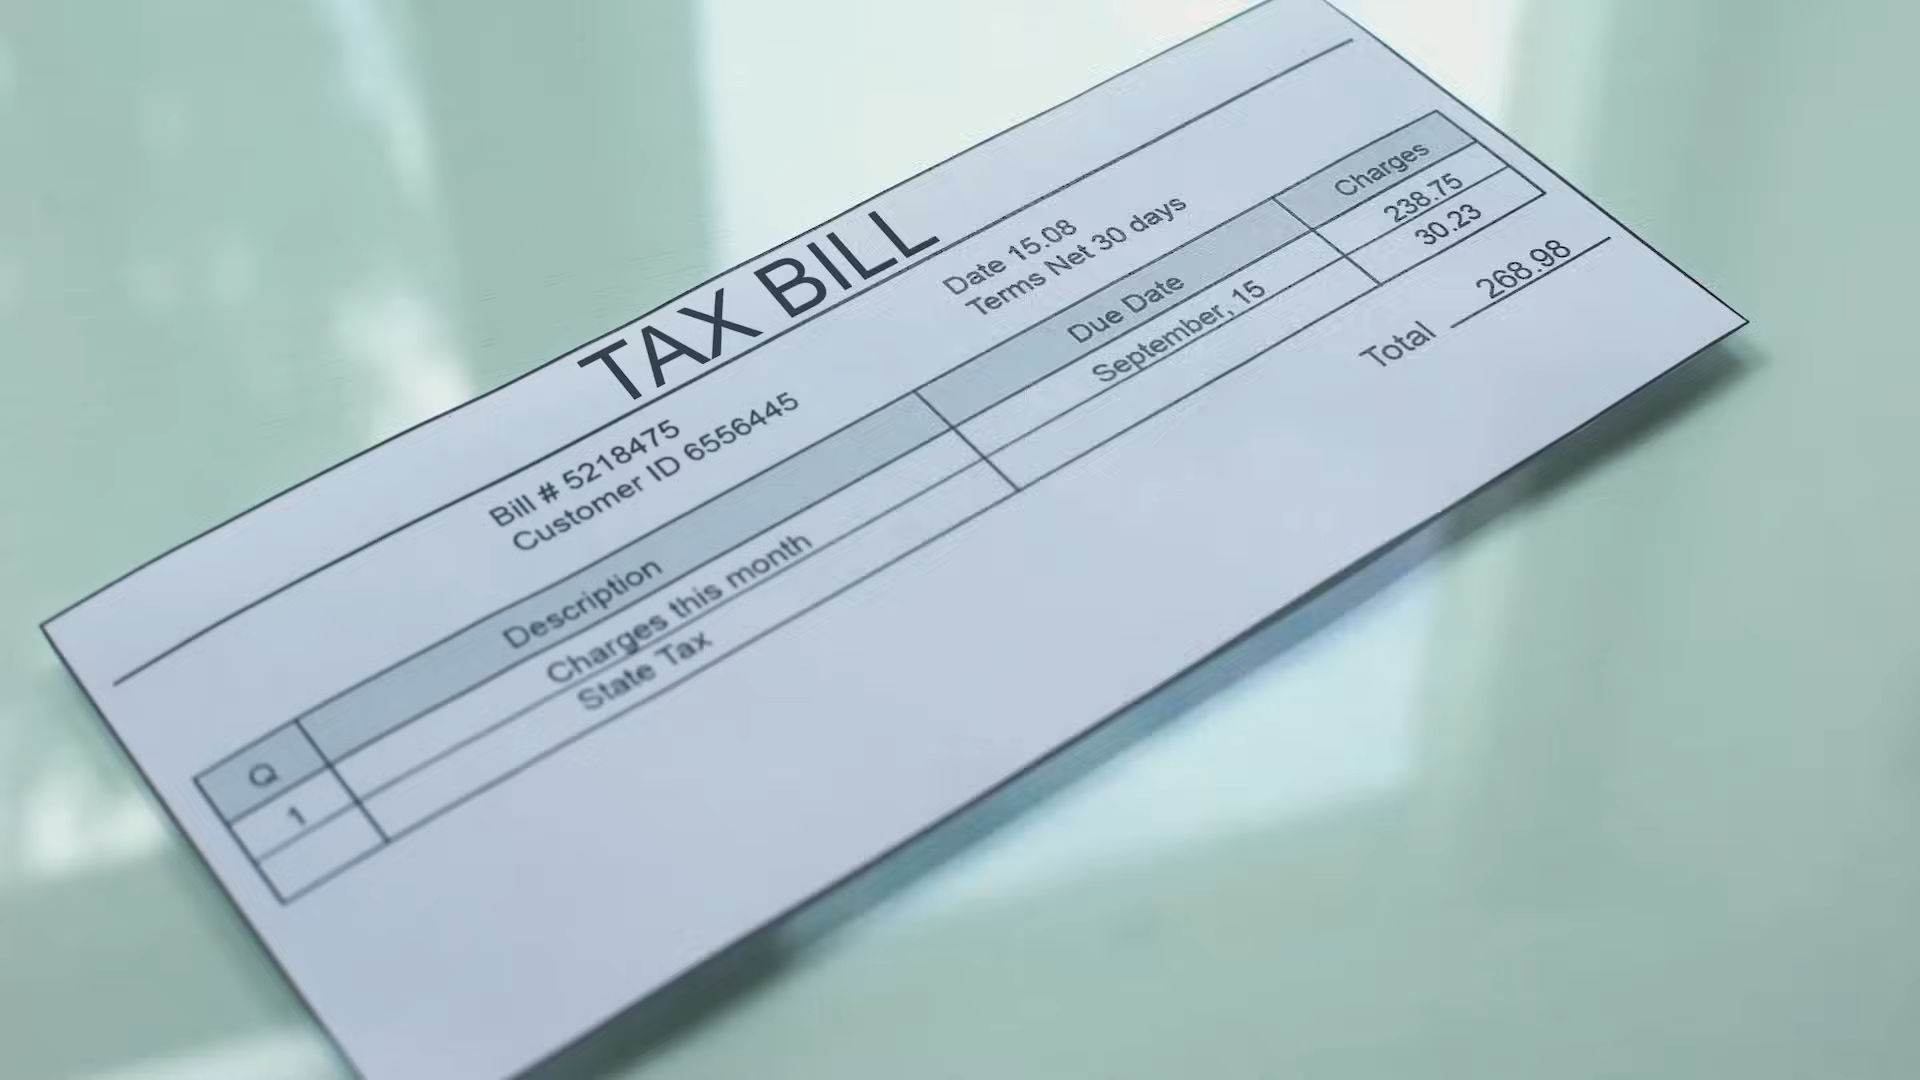 TAX BILL
Bill # 5218475
Customer ID 6556445
Date 15.08
Terms Net 30 days
Q Description Due Date Charges
1 Charges this month September, 15 238.75
State Tax 30.23
Total 268.98